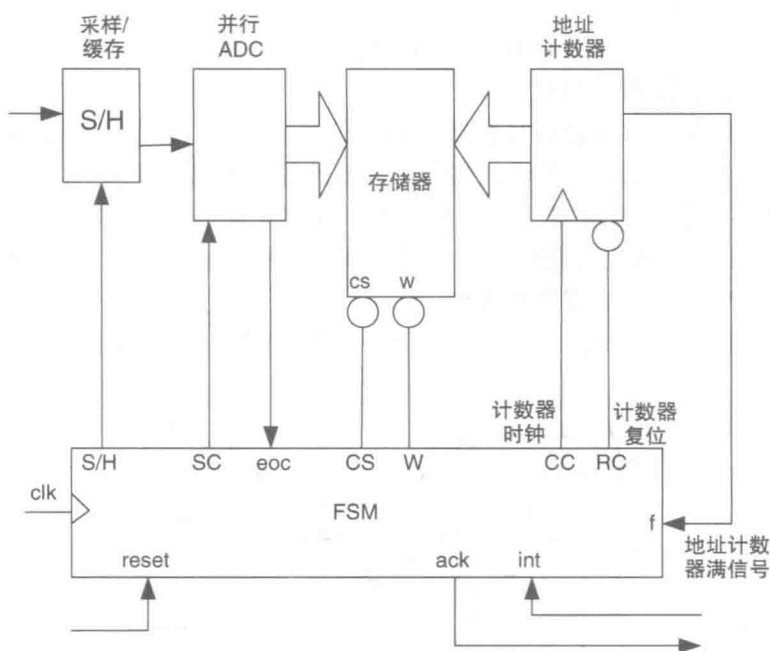 采样/
缓存
并行
ADC
地址
计数器
S/H
存储器
cs
w
计数器
时钟
计数器
复位
S/H
SC
eoc
CS
W
CC
RC
clk
FSM
f
地址计数
器满信号
reset
ack
int